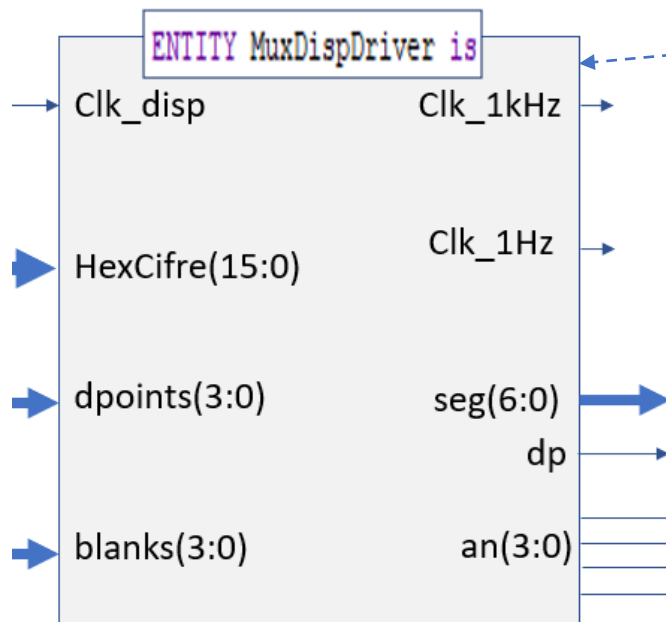 ENTITY MuxDispDriver is
Clk_disp
Clk_1kHz
Clk_1Hz
HexCifre(15:0)
dpoints(3:0)
seg(6:0)
dp
blanks(3:0)
an(3:0)